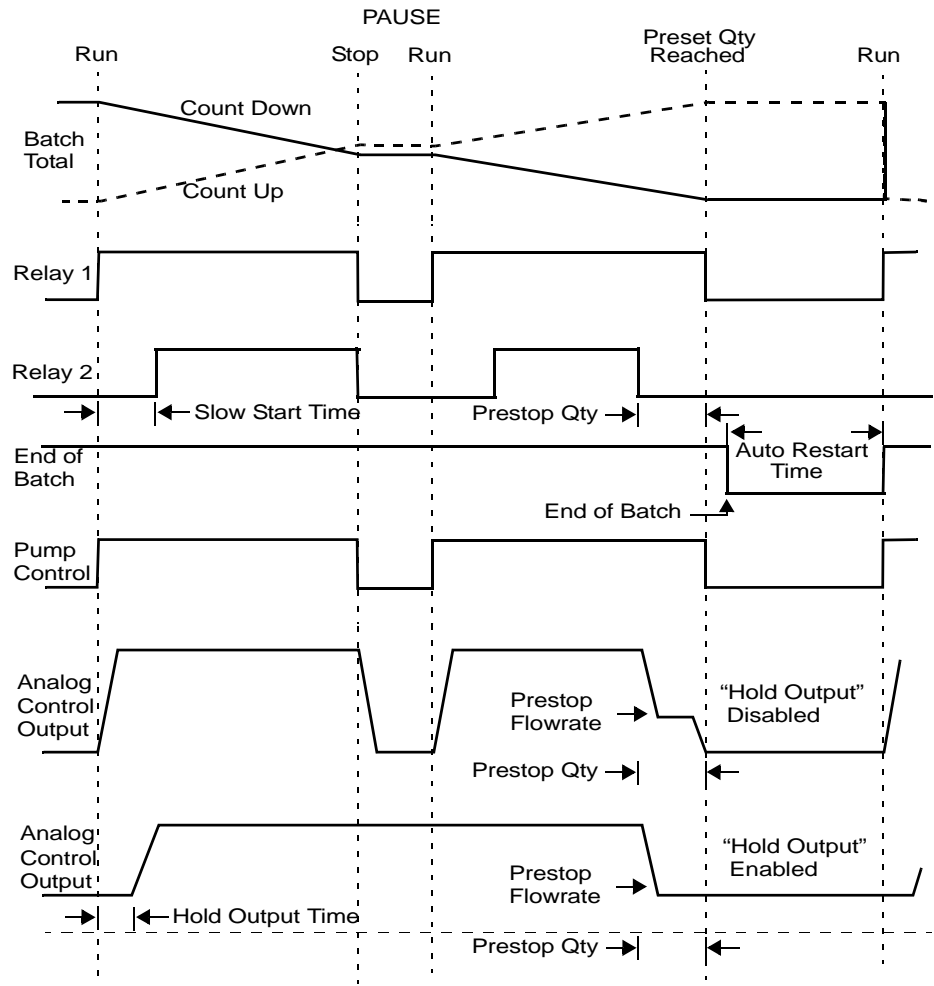 PAUSE
Run
Stop
Run
Preset Qty
Reached
Run
Batch
Total
Count Down
Count Up
Relay 1
Relay 2
Slow Start Time
Prestop Qty
End of
Batch
Auto Restart
Time
End of Batch
Pump
Control
Analog
Control
Output
Prestop
Flowrate
“Hold Output”
Disabled
Prestop Qty
Analog
Control
Output
Prestop
Flowrate
“Hold Output”
Enabled
Hold Output Time
Prestop Qty